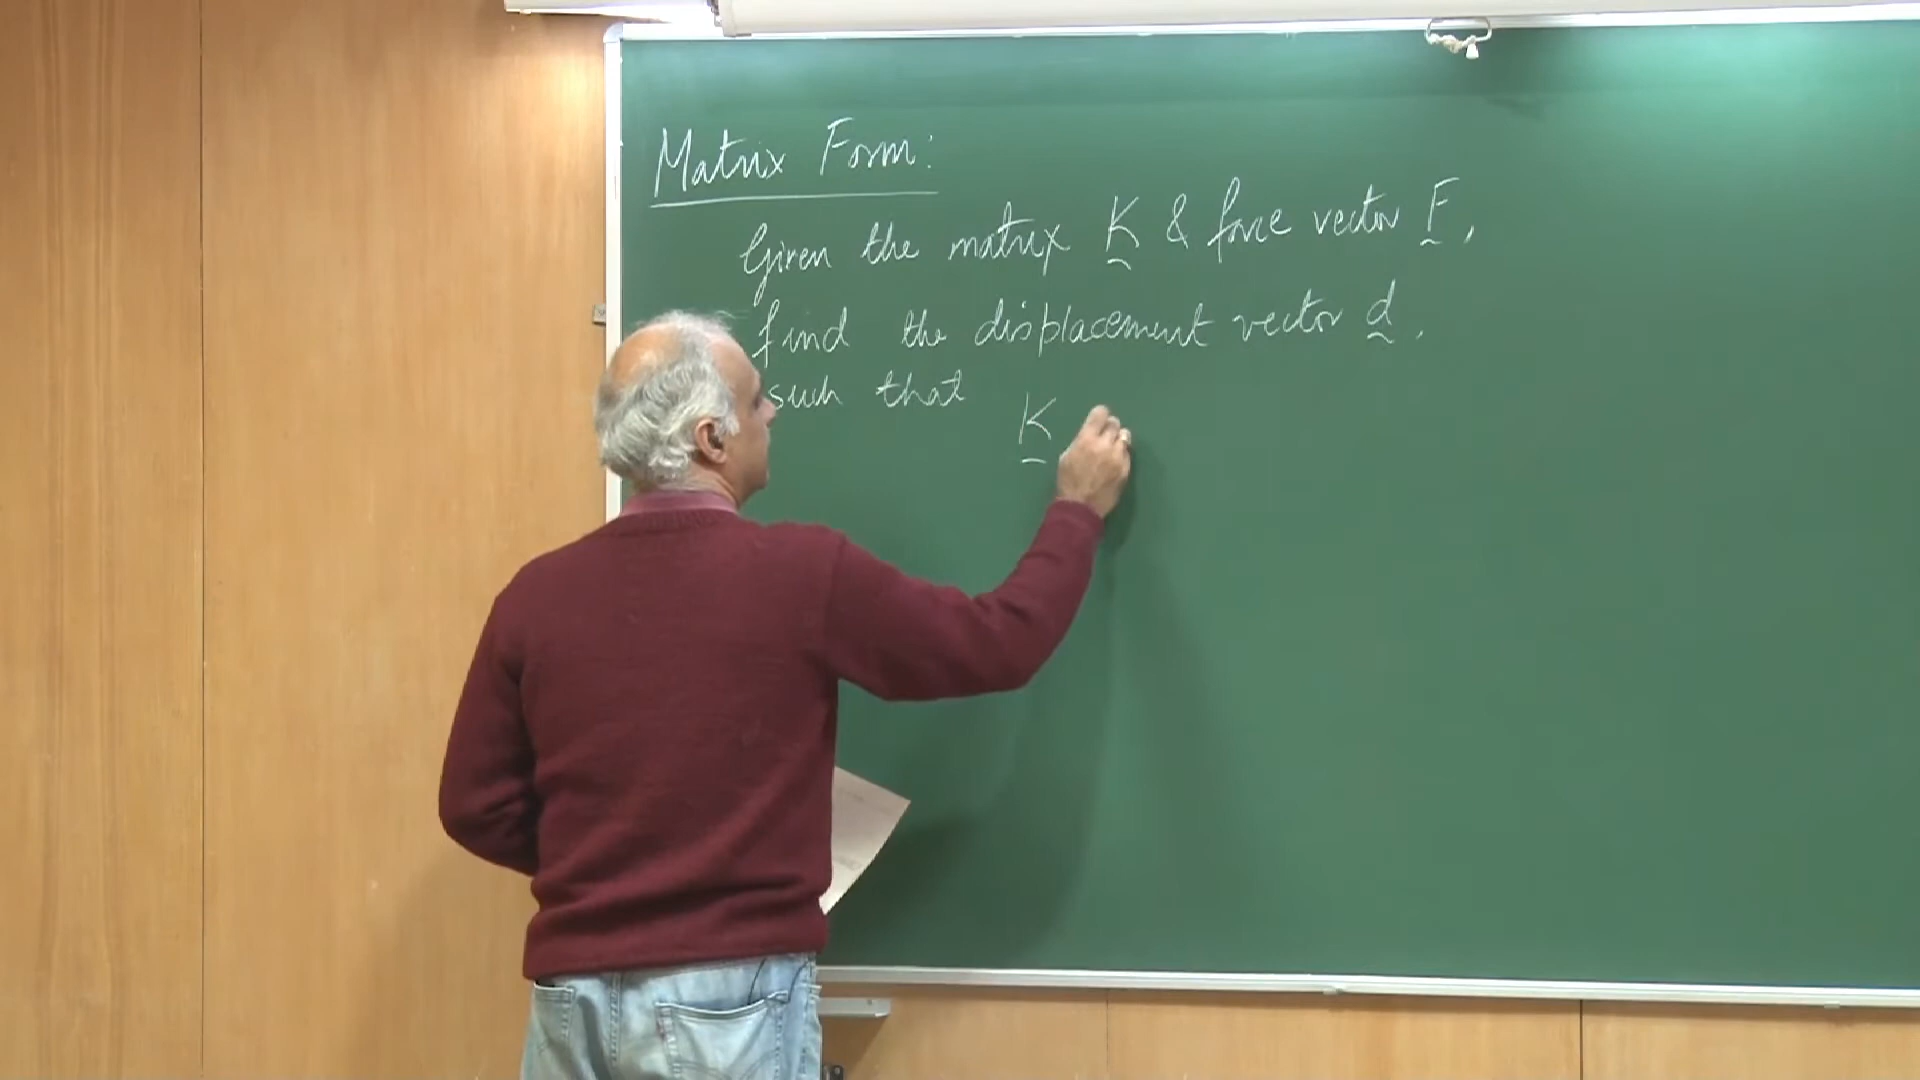 Matrix Form:
Given the matrix K & force vector F,
find the displacement vector d,
such that
K